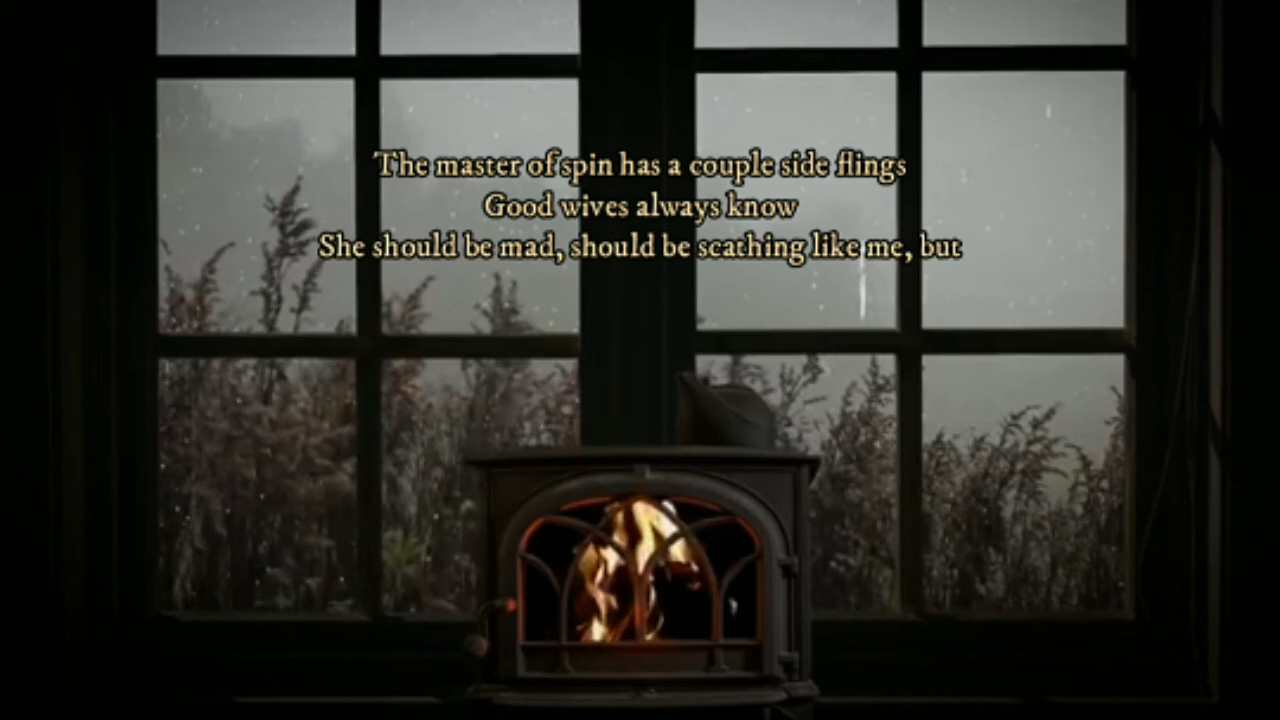 The master of spin has a couple side flings
Good wives always know
She should be mad, should be scathing like me, but